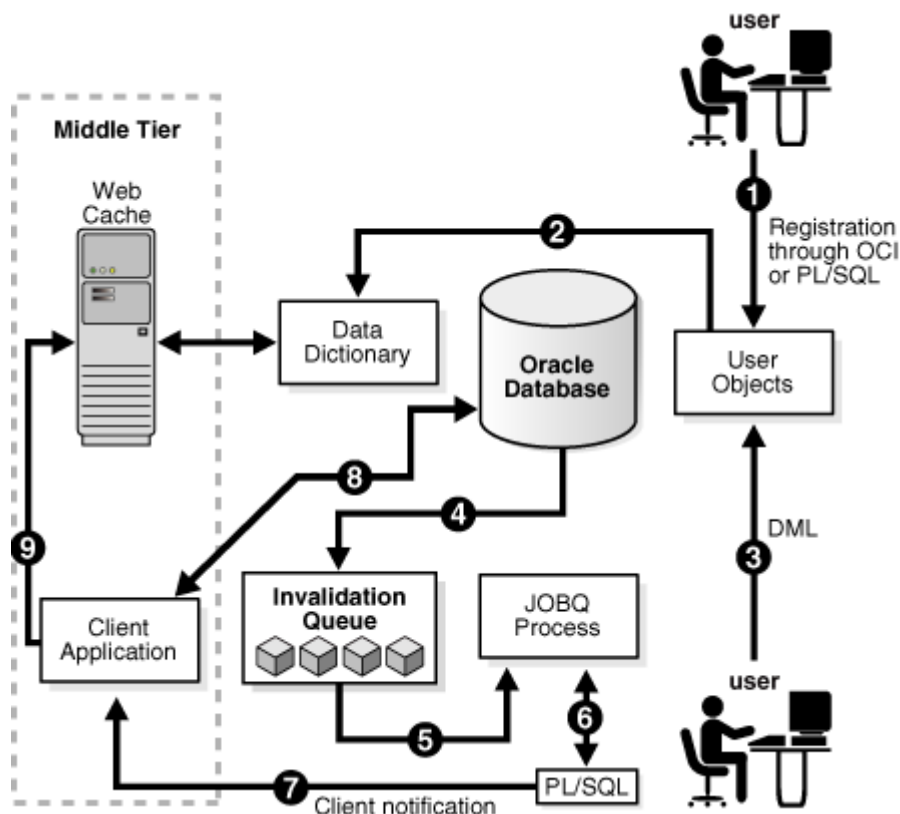 user
Middle Tier
Web
Cache
1
Registration
through OCI
or PL/SQL
2
Data
Dictionary
Oracle
Database
User
Objects
8
4
9
DML
3
Invalidation
Queue
JOBQ
Process
Client
Application
user
5
6
7
PL/SQL
Client notification